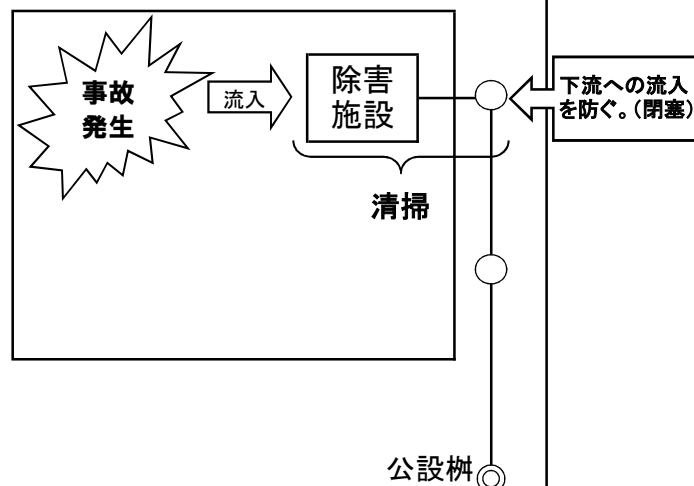 事故
発生
流入
除害
施設
下流への流入
を防ぐ。(閉塞)
清掃
公設桝